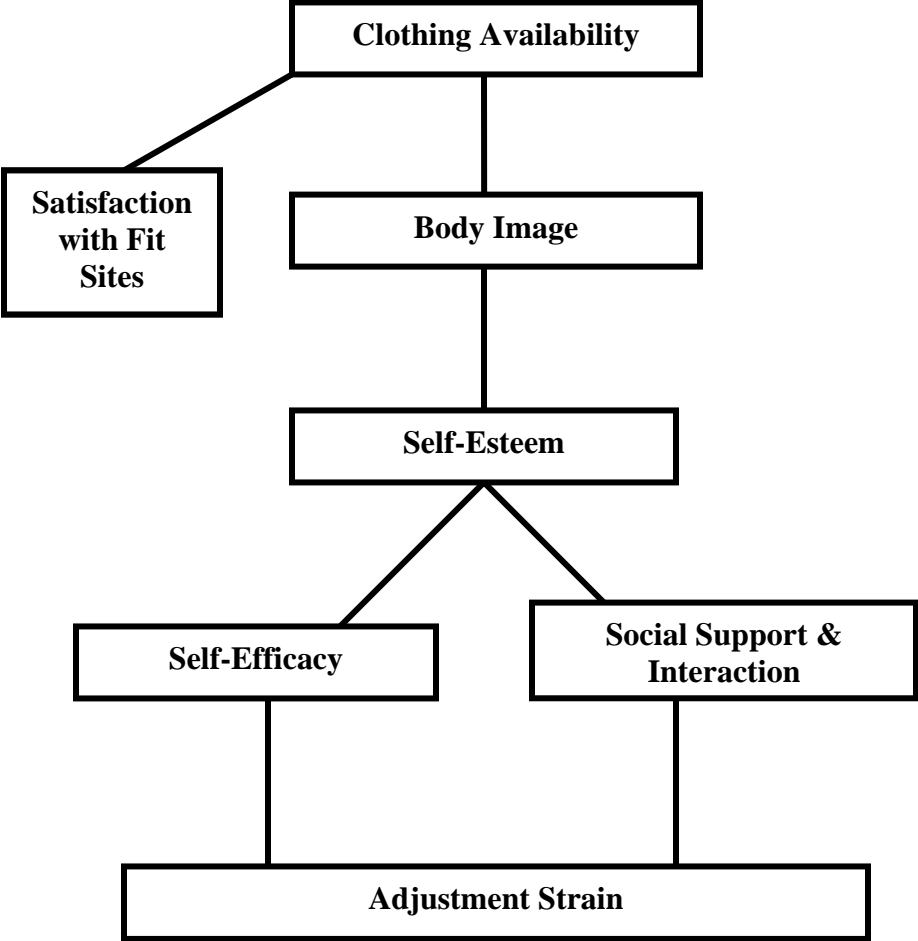 Clothing Availability
Satisfaction
with Fit
Sites
Body Image
Self-Esteem
Self-Efficacy
Social Support &
Interaction
Adjustment Strain